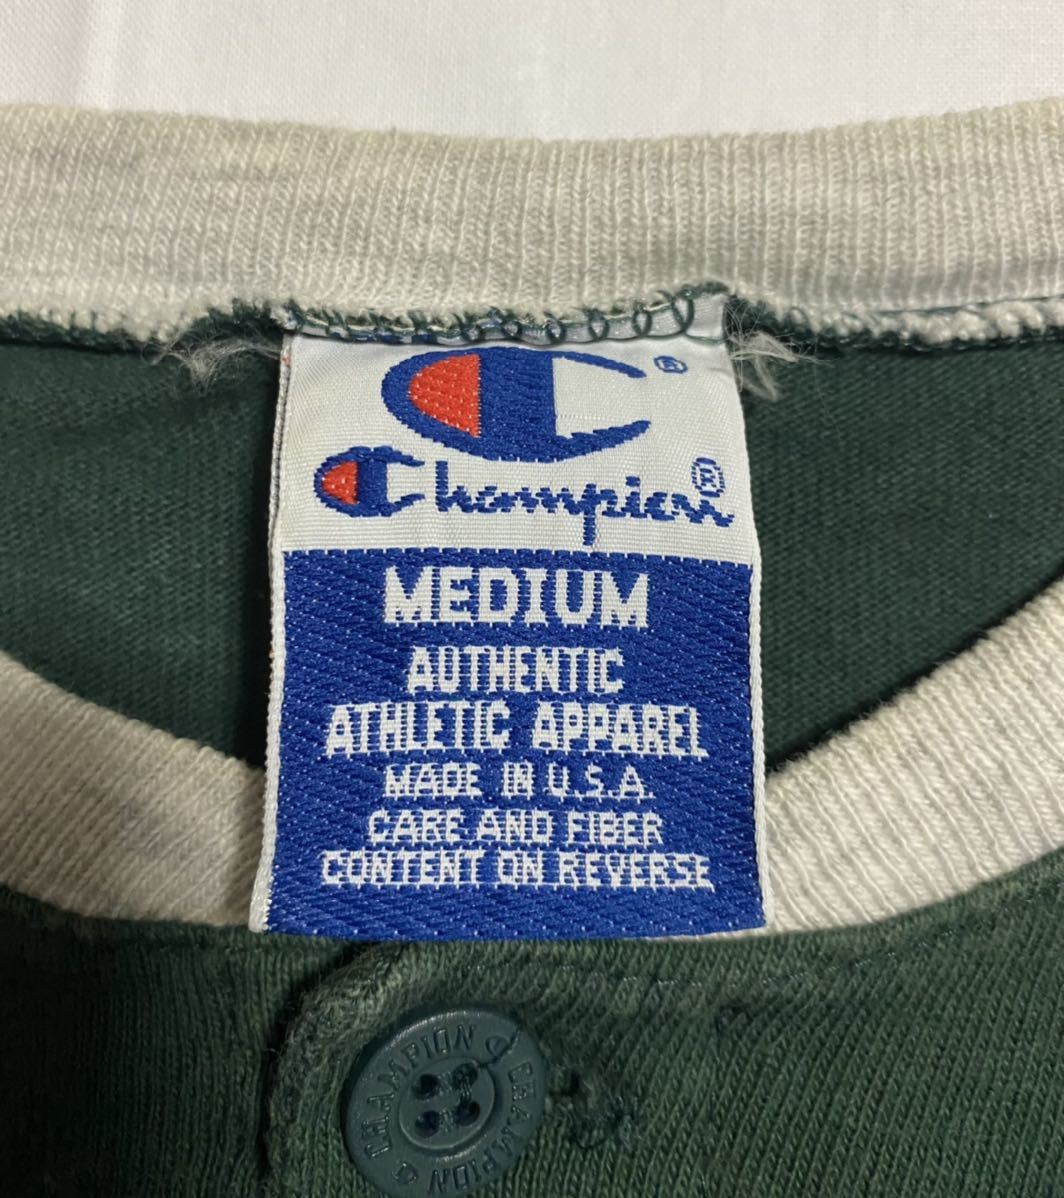 ®
Champion®
MEDIUM
AUTHENTIC
ATHLETIC APPAREL
MADE IN U.S.A.
CARE AND FIBER
CONTENT ON REVERSE
CHAMPION CHAMPION